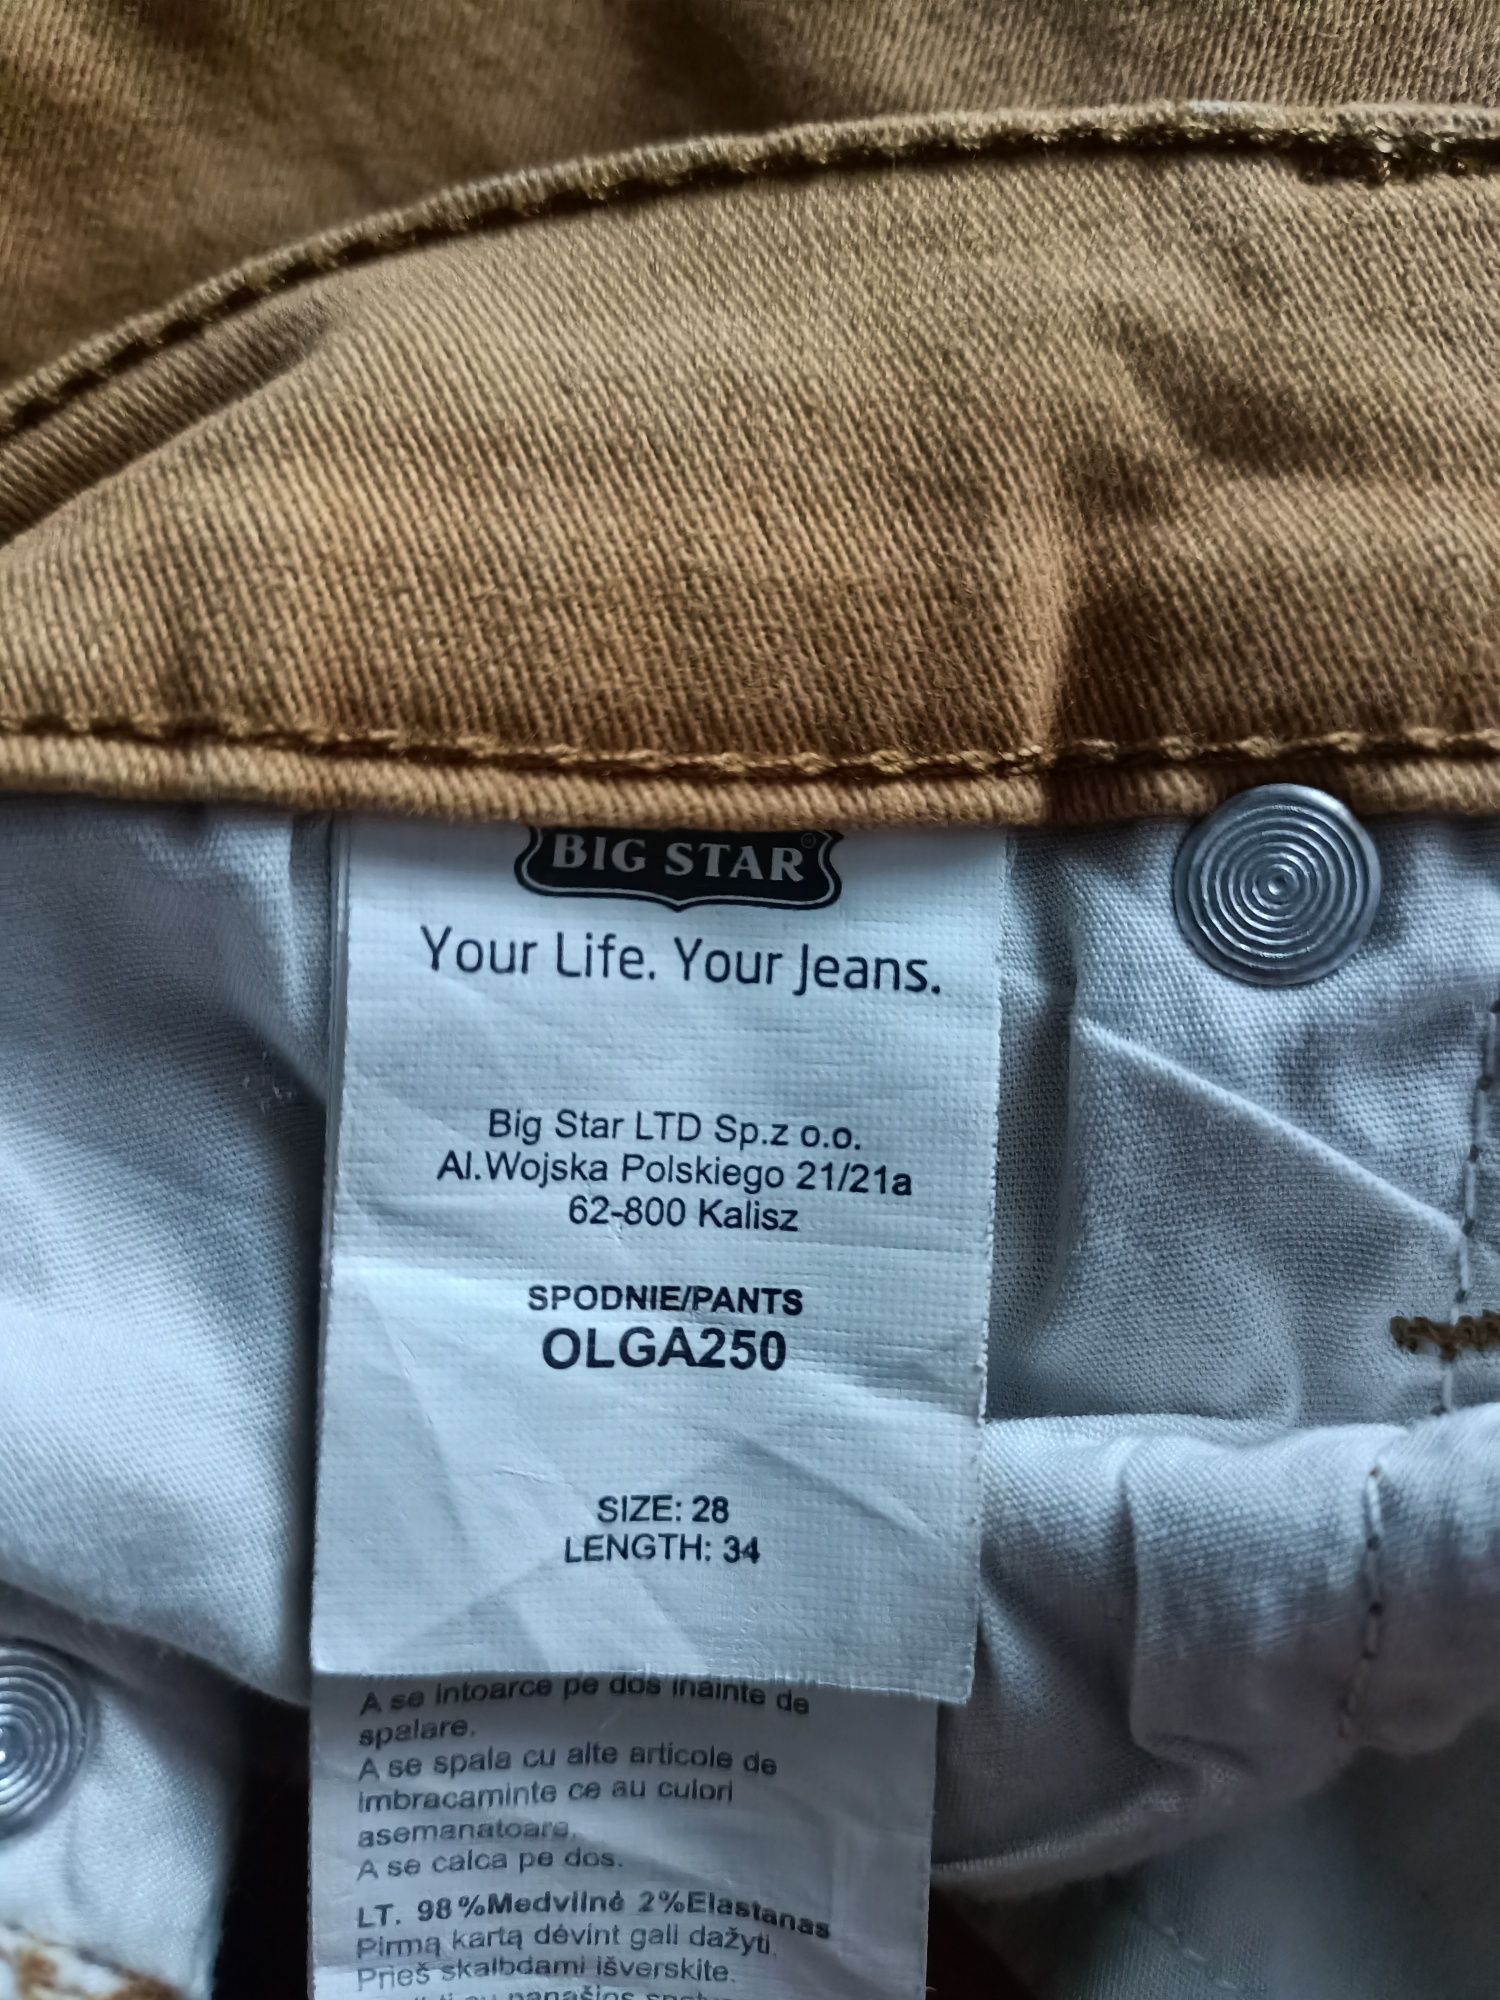 BIG STAR®
Your Life. Your Jeans.
Big Star LTD Sp.z o.o.
Al.Wojska Polskiego 21/21a
62-800 Kalisz
SPODNIE/PANTS
OLGA250
SIZE: 28
LENGTH: 34
A se intoarce pe dos inainte de
spalare.
A se spala cu alte articole de
imbracaminte ce au culori
asemanatoare.
A se calca pe dos.
LT. 98%Medvilnė 2%Elastanas
Pirmą kartą dėvint gali dažyti.
Prieš skalbdami išverskite.
su panašios